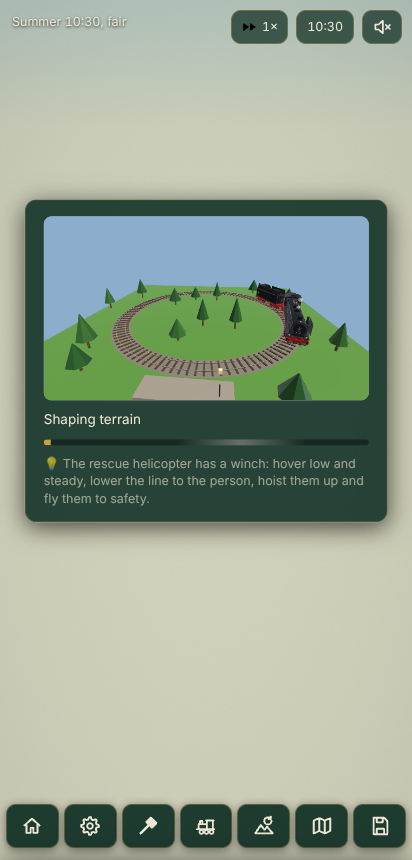 Summer 10:30, fair
1×
10:30
Shaping terrain
The rescue helicopter has a winch: hover low and
steady, lower the line to the person, hoist them up and
fly them to safety.